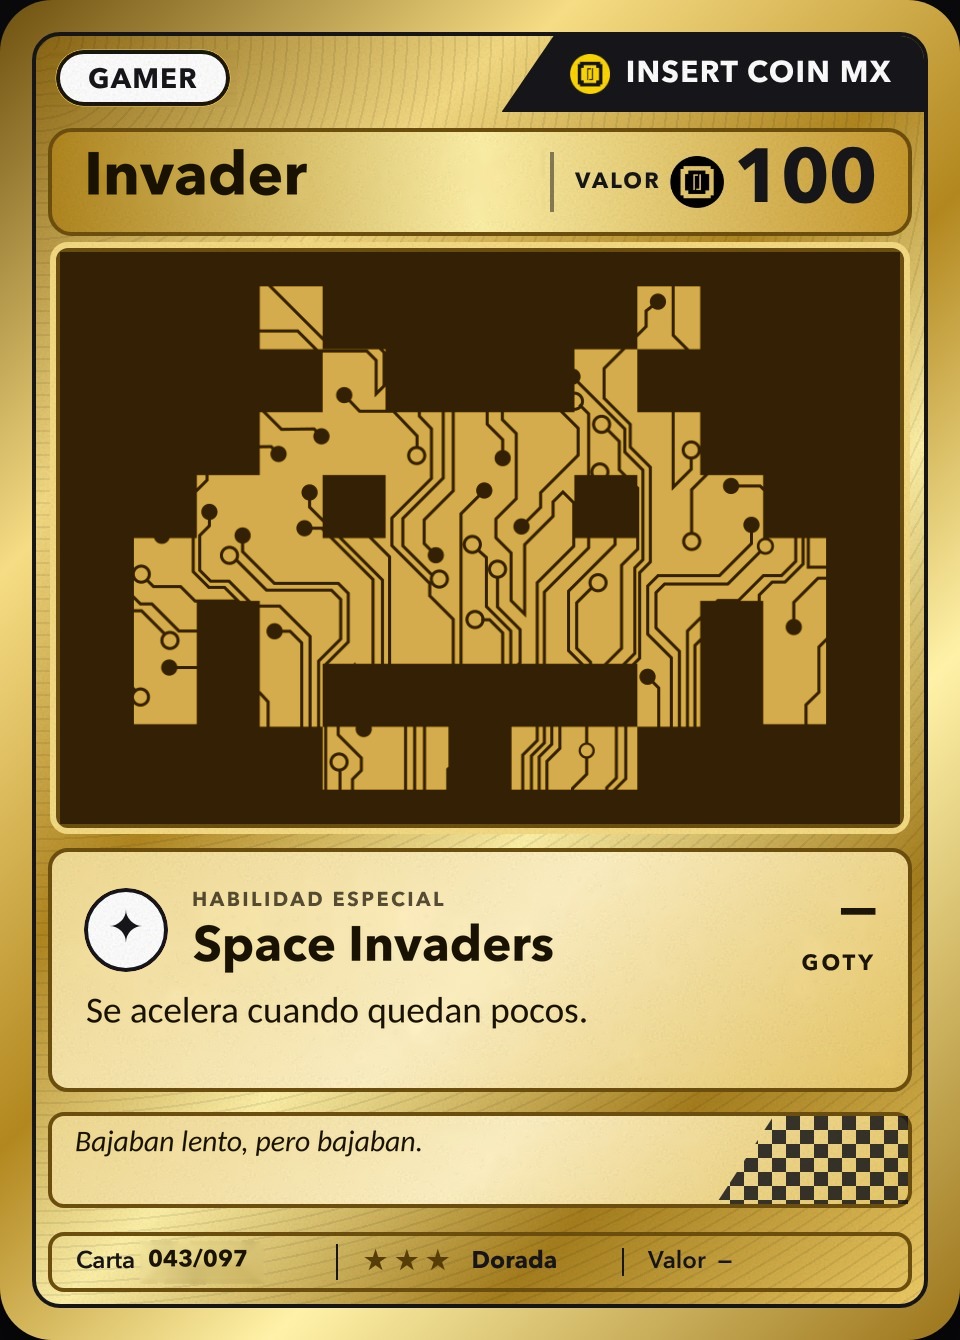 GAMER
INSERT COIN MX
Invader
VALOR 100
HABILIDAD ESPECIAL
Space Invaders
–
GOTY
Se acelera cuando quedan pocos.
Bajaban lento, pero bajaban.
Carta 043/097 ★★★ Dorada Valor –